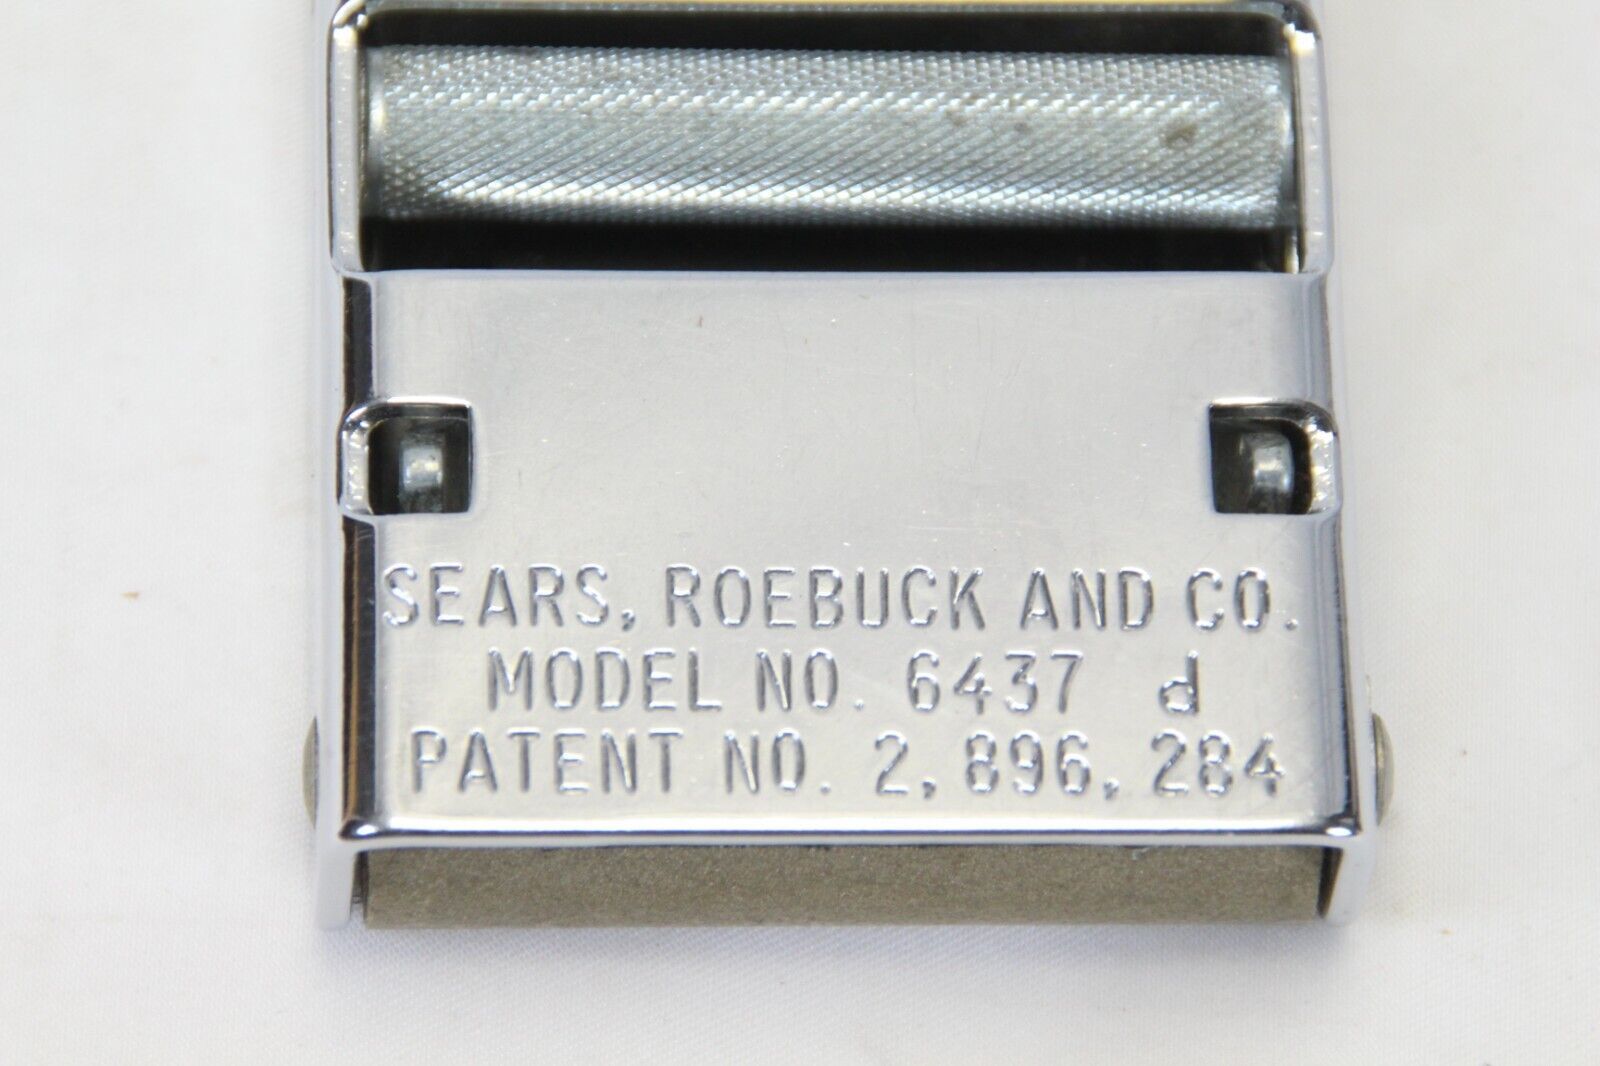 SEARS, ROEBUCK AND CO.
MODEL NO. 6437 d
PATENT NO. 2,896,284